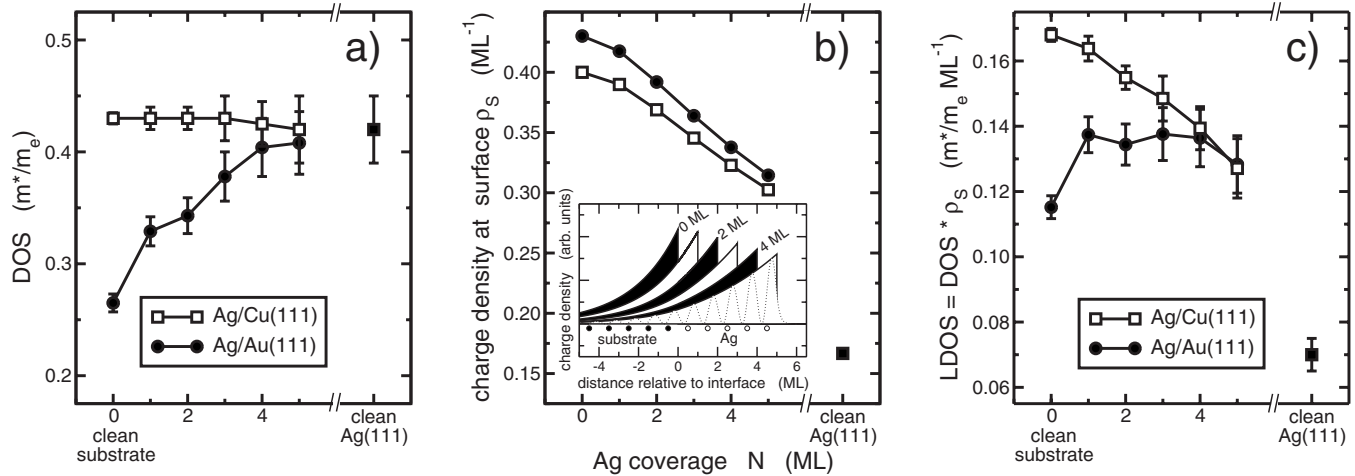 a)
DOS (m*/mₑ)
0.5
0.4
0.3
0.2
Ag/Cu(111)
Ag/Au(111)
0 2 4
clean
substrate
clean
Ag(111)
b)
charge density at surface ρS (ML⁻¹)
0.40
0.35
0.30
0.25
0.20
0.15
charge density (arb. units)
0 ML
2 ML
4 ML
substrate Ag
-4 -2 0 2 4 6
distance relative to interface (ML)
0 2 4
clean
Ag(111)
Ag coverage N (ML)
c)
LDOS = DOS * ρS (m*/mₑ ML⁻¹)
0.16
0.14
0.12
0.10
0.08
0.06
Ag/Cu(111)
Ag/Au(111)
0 2 4
clean
substrate
clean
Ag(111)